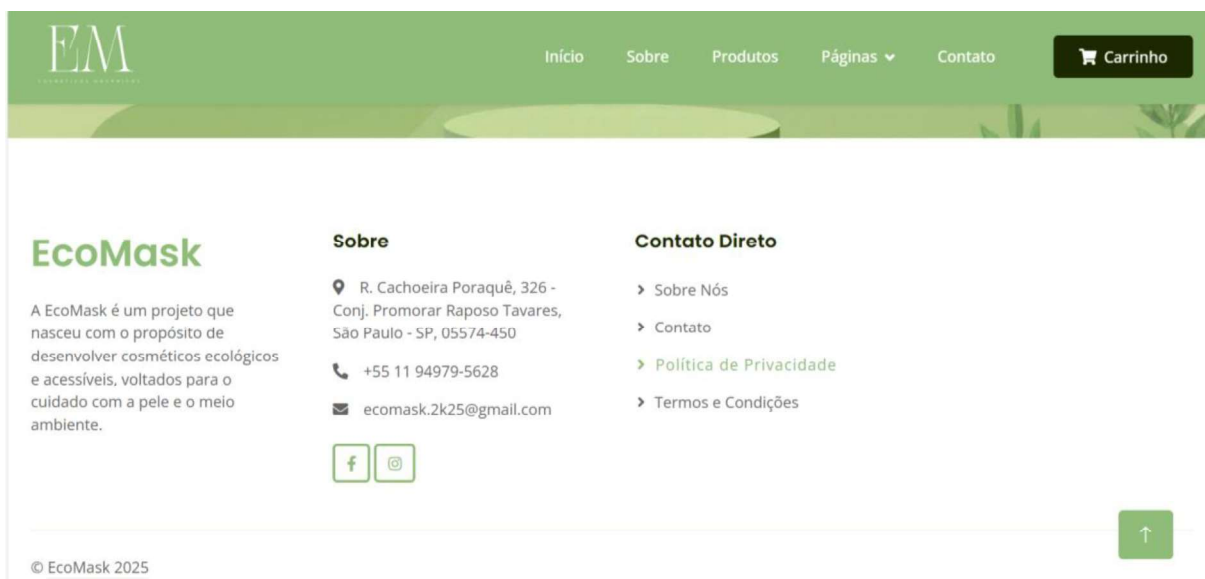 EM
Início
Sobre
Produtos
Páginas
Contato
Carrinho
EcoMask
A EcoMask é um projeto que
nasceu com o propósito de
desenvolver cosméticos ecológicos
e acessíveis, voltados para o
cuidado com a pele e o meio
ambiente.
Sobre
R. Cachoeira Poraquê, 326 -
Conj. Promorar Raposo Tavares,
São Paulo - SP, 05574-450
+55 11 94979-5628
ecomask.2k25@gmail.com
Contato Direto
Sobre Nós
Contato
Política de Privacidade
Termos e Condições
© EcoMask 2025